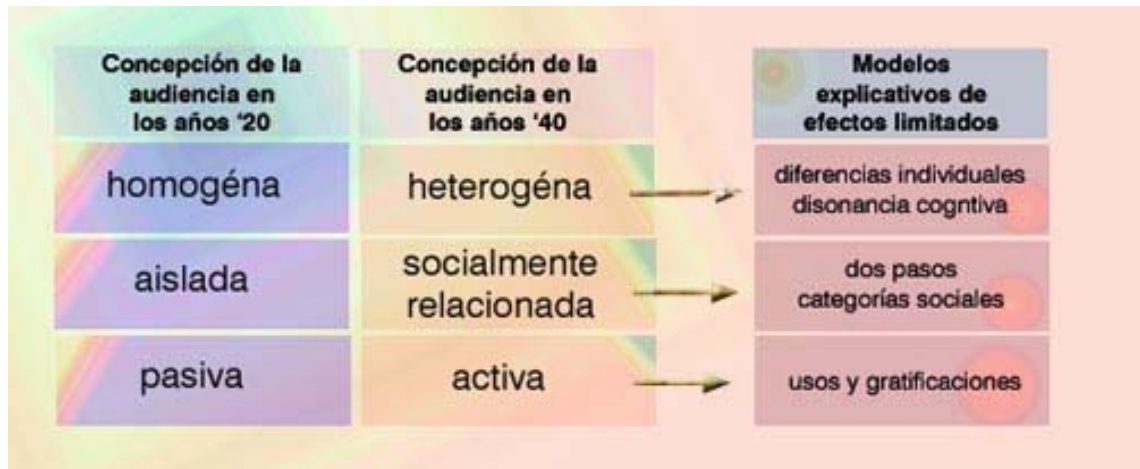 Concepción de la
audiencia en
los años '20
Concepción de la
audiencia en
los años '40
Modelos
explicativos de
efectos limitados
homogéna
heterogéna
diferencias individuales
disonancia cogntiva
aislada
socialmente
relacionada
dos pasos
categorías sociales
pasiva
activa
usos y gratificaciones